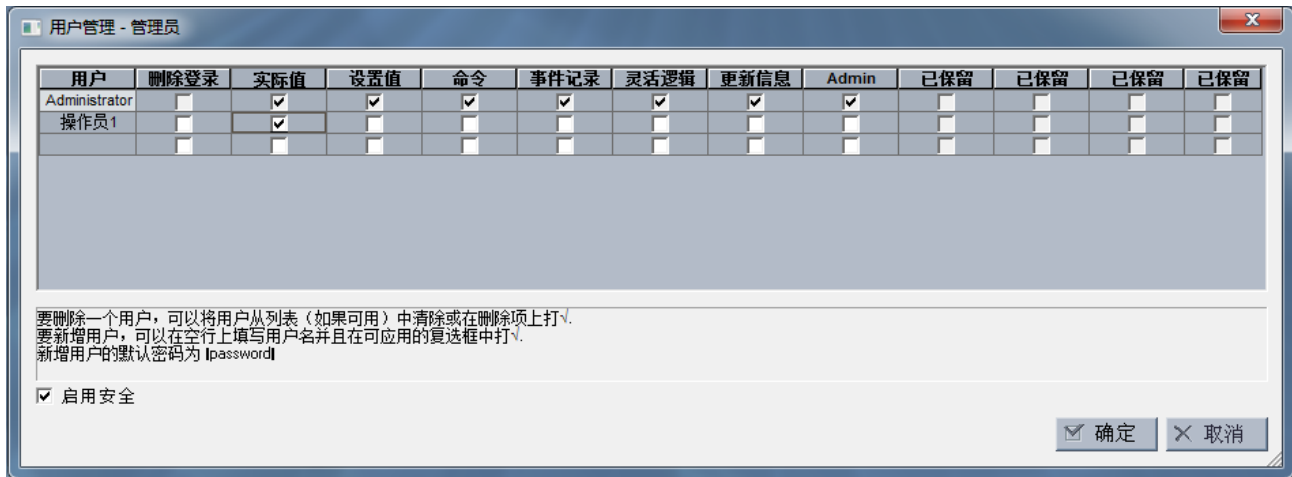 用户管理 - 管理员
用户 删除登录 实际值 设置值 命令 事件记录 灵活逻辑 更新信息 Admin 已保留 已保留 已保留 已保留
Administrator
操作员1
要删除一个用户，可以将用户从列表（如果可用）中清除或在删除项上打√.
要新增用户，可以在空行上填写用户名并且在可应用的复选框中打√.
新增用户的默认密码为 |password|
启用安全
确定 取消